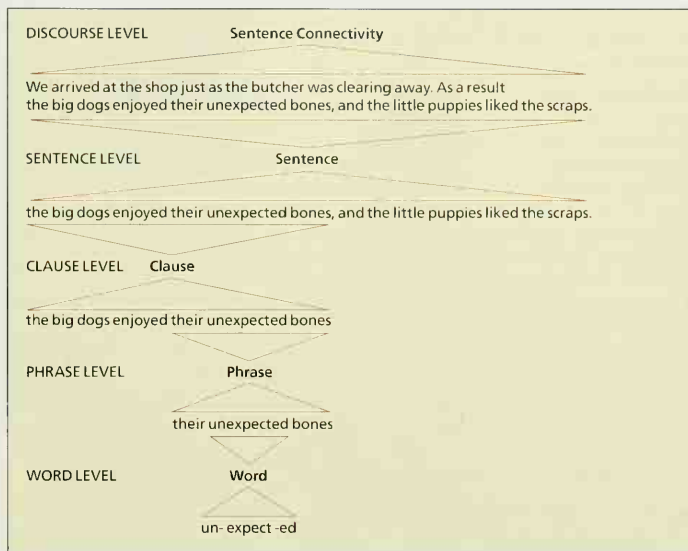 DISCOURSE LEVEL Sentence Connectivity
We arrived at the shop just as the butcher was clearing away. As a result
the big dogs enjoyed their unexpected bones, and the little puppies liked the scraps.
SENTENCE LEVEL Sentence
the big dogs enjoyed their unexpected bones, and the little puppies liked the scraps.
CLAUSE LEVEL Clause
the big dogs enjoyed their unexpected bones
PHRASE LEVEL Phrase
their unexpected bones
WORD LEVEL Word
un- expect -ed